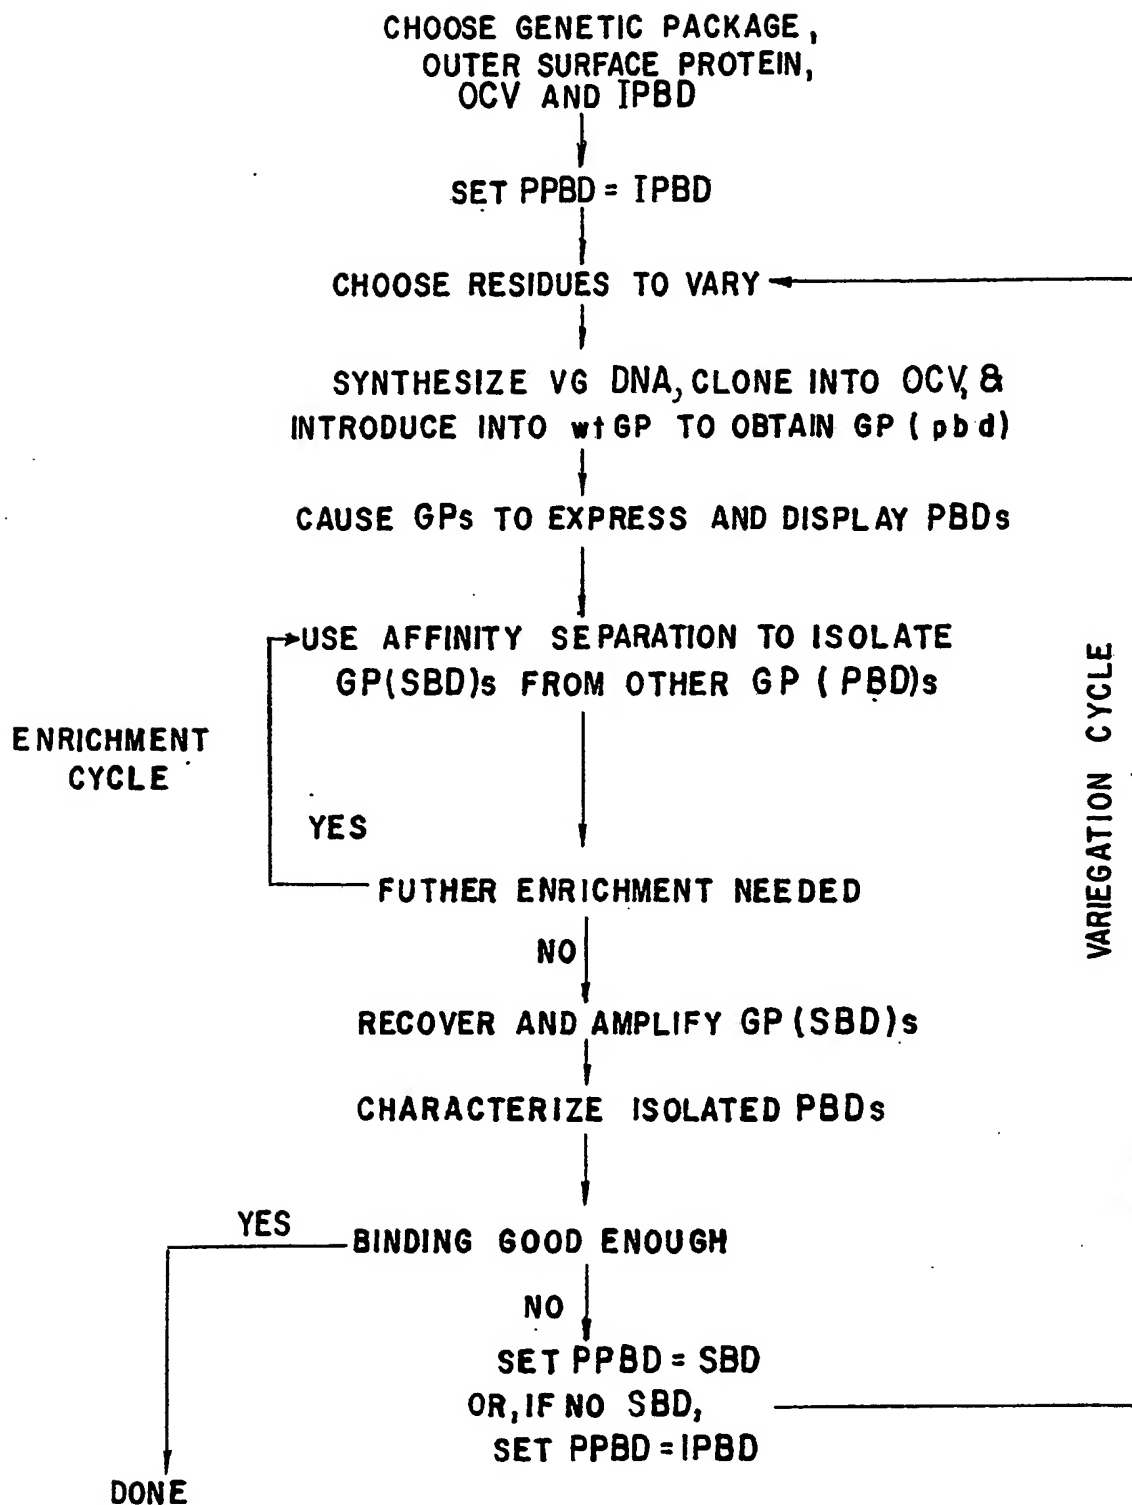 CHOOSE GENETIC PACKAGE,
OUTER SURFACE PROTEIN,
OCV AND IPBD
SET PPBD = IPBD
CHOOSE RESIDUES TO VARY
SYNTHESIZE VG DNA, CLONE INTO OCV, &
INTRODUCE INTO wtGP TO OBTAIN GP (pbd)
CAUSE GPs TO EXPRESS AND DISPLAY PBDs
USE AFFINITY SEPARATION TO ISOLATE
GP(SBD)s FROM OTHER GP (PBD)s
ENRICHMENT
CYCLE
YES
FUTHER ENRICHMENT NEEDED
NO
VARIEGATION CYCLE
RECOVER AND AMPLIFY GP(SBD)s
CHARACTERIZE ISOLATED PBDs
YES
BINDING GOOD ENOUGH
NO
SET PPBD = SBD
OR, IF NO SBD,
SET PPBD = IPBD
DONE